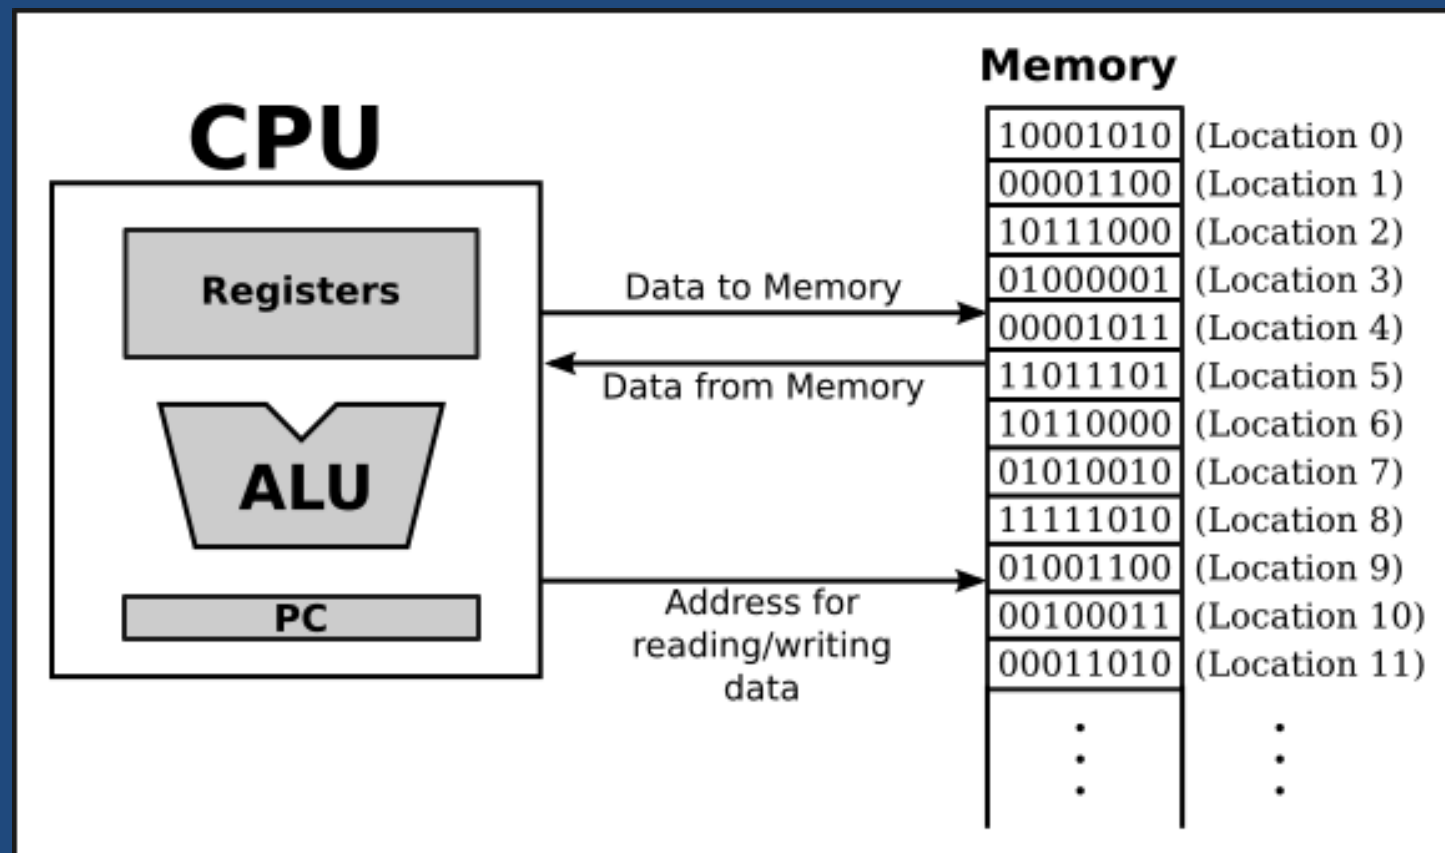 CPU
Registers
ALU
PC
Data to Memory
Data from Memory
Address for
reading/writing
data
Memory
10001010 (Location 0)
00001100 (Location 1)
10111000 (Location 2)
01000001 (Location 3)
00001011 (Location 4)
11011101 (Location 5)
10110000 (Location 6)
01010010 (Location 7)
11111010 (Location 8)
01001100 (Location 9)
00100011 (Location 10)
00011010 (Location 11)